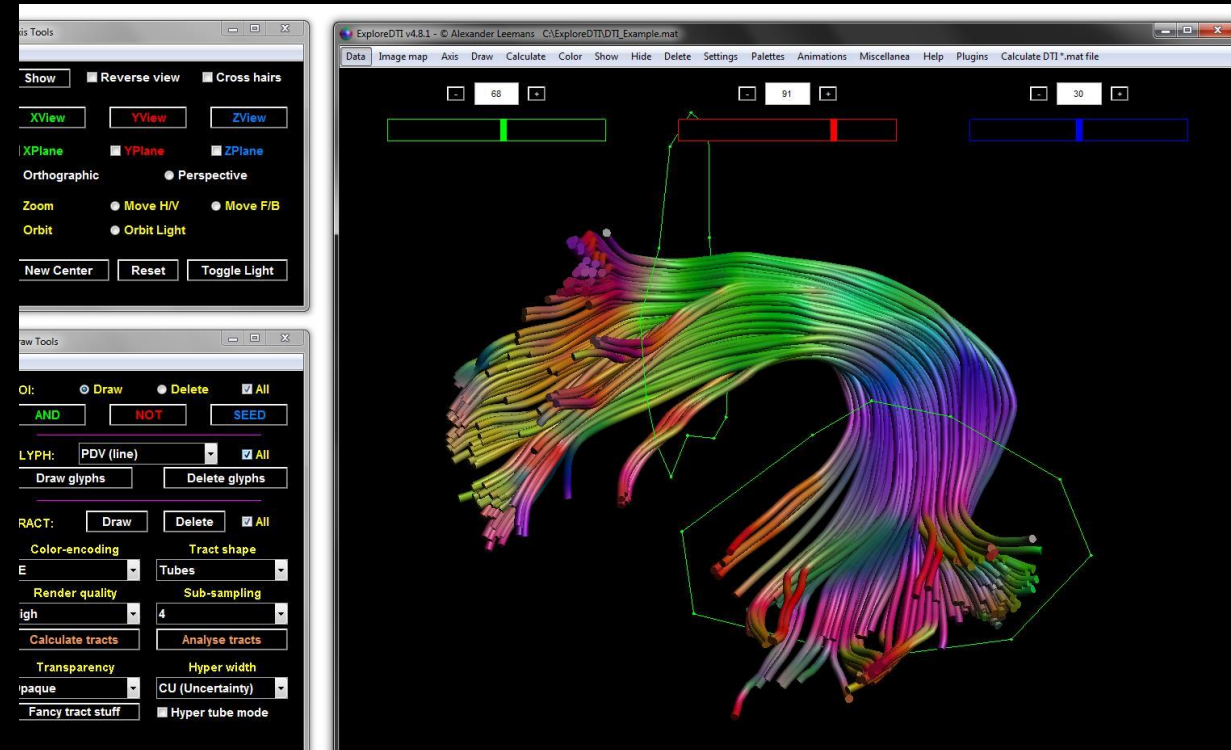 is Tools
Show Reverse view Cross hairs
XView YView ZView
XPlane YPlane ZPlane
Orthographic Perspective
Zoom Move H/V Move F/B
Orbit Orbit Light
New Center Reset Toggle Light
raw Tools
OI: Draw Delete All
AND NOT SEED
LYPH: PDV (line) All
Draw glyphs Delete glyphs
RACT: Draw Delete All
Color-encoding Tract shape
E Tubes
Render quality Sub-sampling
igh 4
Calculate tracts Analyse tracts
Transparency Hyper width
paque CU (Uncertainty)
Fancy tract stuff Hyper tube mode
ExploreDTI v4.8.1 - © Alexander Leemans C:\ExploreDTI\DTI_Example.mat
Data Image map Axis Draw Calculate Color Show Hide Delete Settings Palettes Animations Miscellanea Help Plugins Calculate DTI *.mat file
- 68 + - 91 + - 30 +